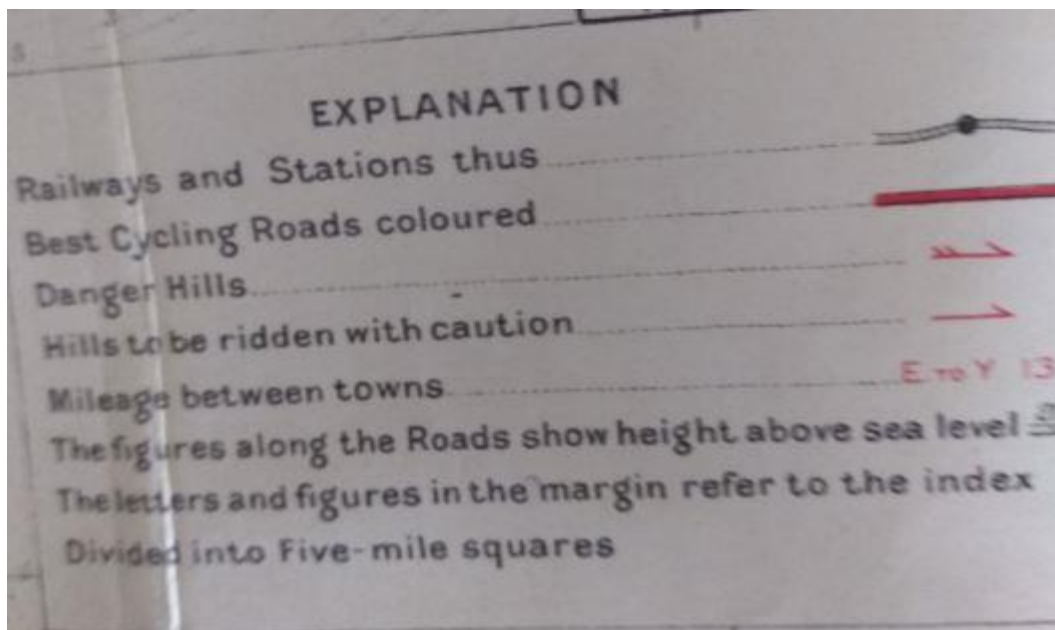 EXPLANATION
Railways and Stations thus
Best Cycling Roads coloured
Danger Hills
Hills to be ridden with caution
Mileage between towns E TO Y 13
The figures along the Roads show height above sea level
The letters and figures in the margin refer to the index
Divided into Five-mile squares